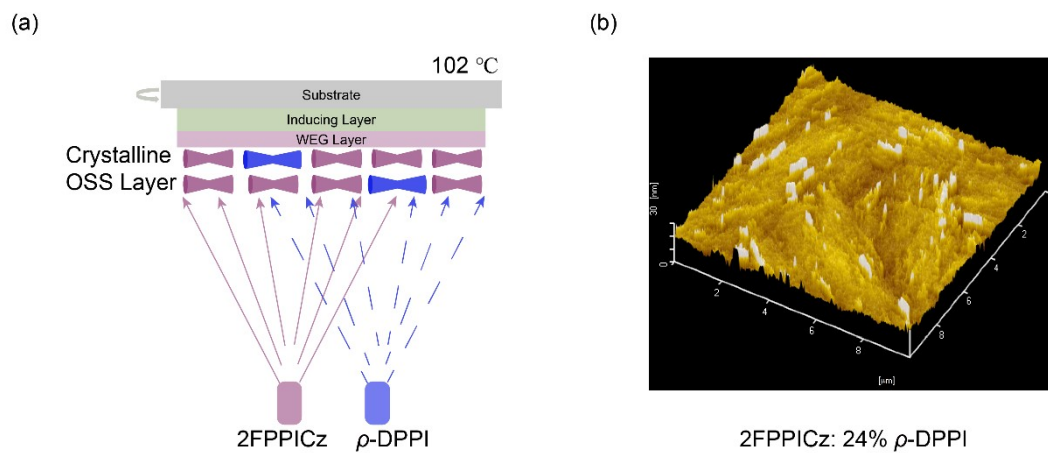 (a)
102 ℃
Substrate
Inducing Layer
WEG Layer
Crystalline
OSS Layer
2FPPICz
ρ-DPPI
(b)
30
[nm]
0
2
4
6
8
[μm]
2
4
6
8
2FPPICz: 24% ρ-DPPI